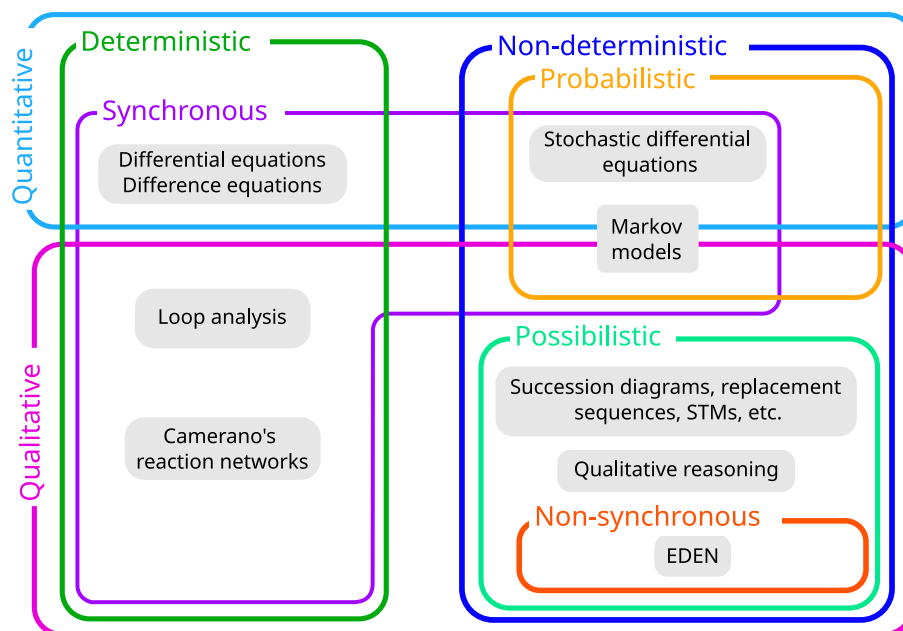 Quantitative
Deterministic
Non-deterministic
Probabilistic
Synchronous
Differential equations
Difference equations
Stochastic differential
equations
Markov
models
Qualitative
Loop analysis
Camerano's
reaction networks
Possibilistic
Succession diagrams, replacement
sequences, STMs, etc.
Qualitative reasoning
Non-synchronous
EDEN